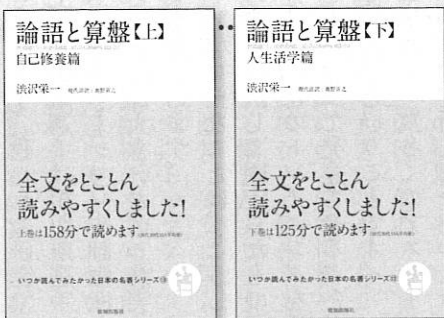 論語と算盤【上】
自己修養篇
渋沢栄一
全文をとことん
読みやすくしました!
上巻は158分で読めます
いつか読んでみたかった日本の名著シリーズ
論語と算盤【下】
人生活学篇
渋沢栄一
全文をとことん
読みやすくしました!
下巻は125分で読めます
いつか読んでみたかった日本の名著シリーズ